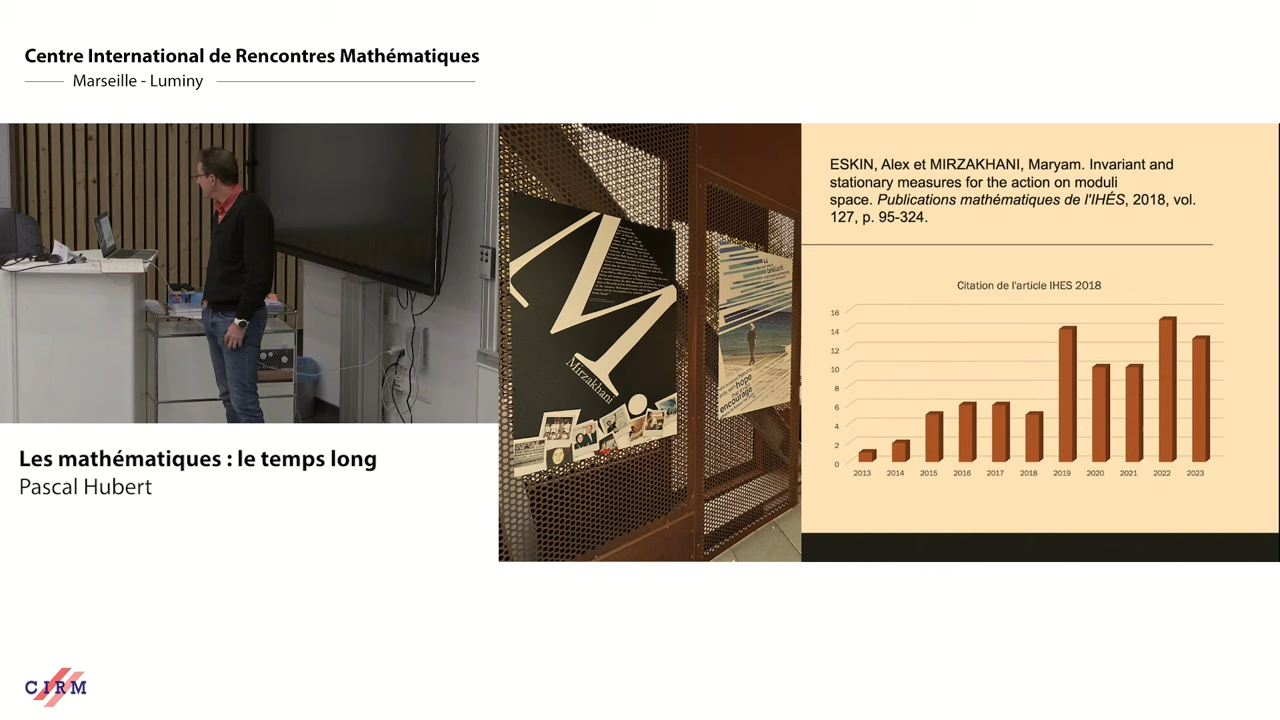 Centre International de Rencontres Mathématiques
Marseille - Luminy
Les mathématiques : le temps long
Pascal Hubert
CIRM
M
Mirzakhani
brilliant
hope
encourage
ESKIN, Alex et MIRZAKHANI, Maryam. Invariant and
stationary measures for the action on moduli
space. Publications mathématiques de l'IHÉS, 2018, vol.
127, p. 95-324.
Citation de l'article IHES 2018
16
14
12
10
8
6
4
2
0
2013 2014 2015 2016 2017 2018 2019 2020 2021 2022 2023